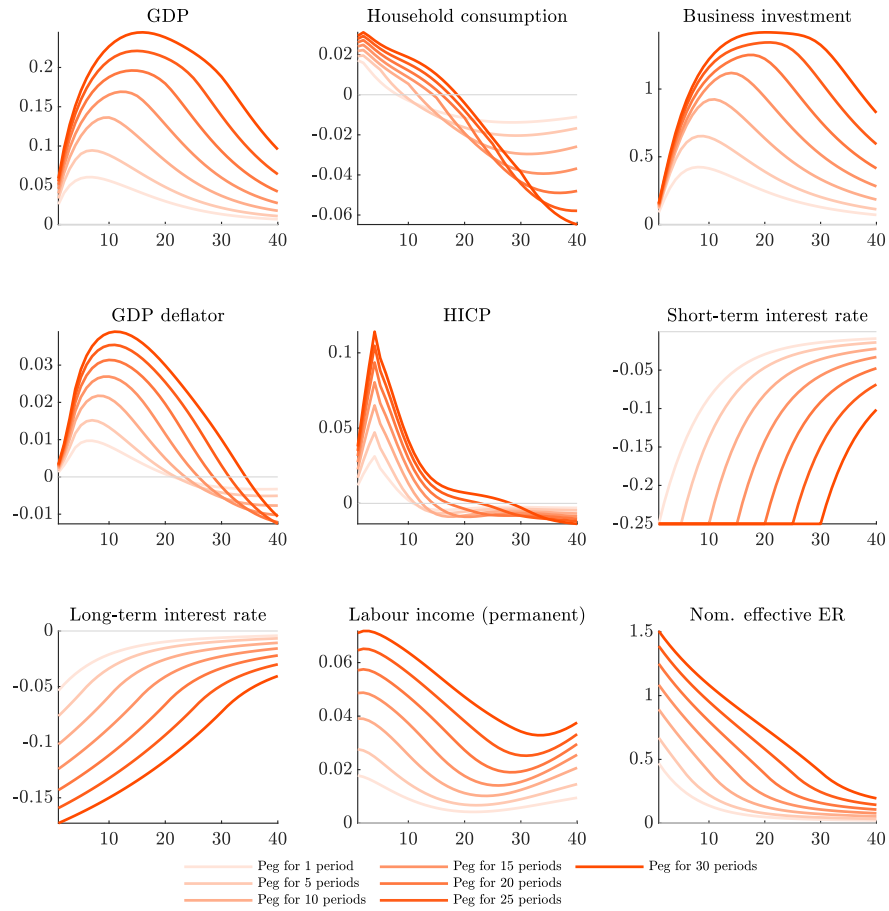 GDP
Household consumption
Business investment
0.2
0.15
0.1
0.05
0
10 20 30 40
0.02
0
-0.02
-0.04
-0.06
10 20 30 40
1
0.5
0
10 20 30 40
GDP deflator
HICP
Short-term interest rate
0.03
0.02
0.01
0
-0.01
10 20 30 40
0.1
0.05
0
10 20 30 40
-0.05
-0.1
-0.15
-0.2
-0.25
10 20 30 40
Long-term interest rate
Labour income (permanent)
Nom. effective ER
0
-0.05
-0.1
-0.15
10 20 30 40
0.06
0.04
0.02
0
10 20 30 40
1.5
1
0.5
0
10 20 30 40
Peg for 1 period
Peg for 5 periods
Peg for 10 periods
Peg for 15 periods
Peg for 20 periods
Peg for 25 periods
Peg for 30 periods